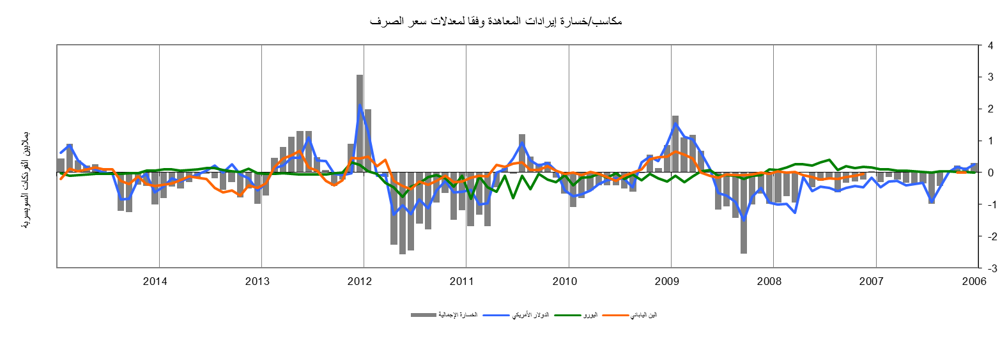 مكاسب/خسارة إيرادات المعاهدة وفقا لمعدلات سعر الصرف
4
3
2
1
0
-1
-2
-3
بملايين الفرنكات السويسرية
2006
2007
2008
2009
2010
2011
2012
2013
2014
الين الياباني
اليورو
الدولار الأمريكي
الخسارة الإجمالية